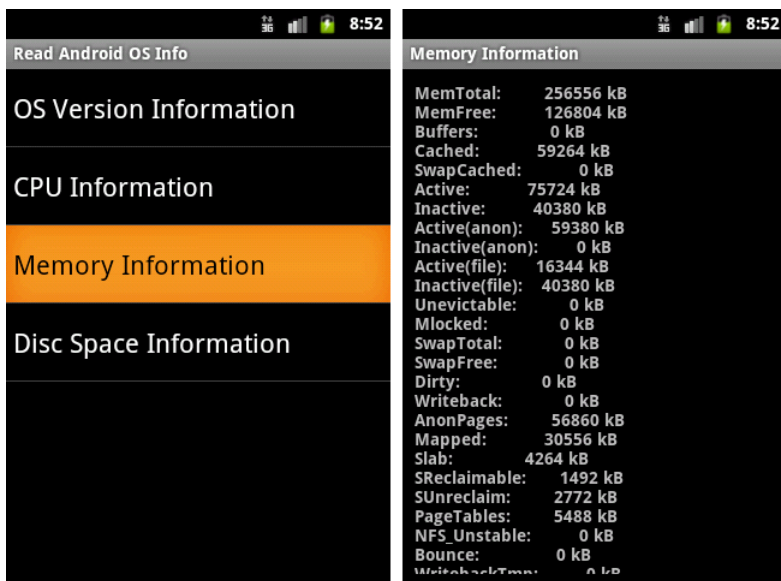 3G 8:52
Read Android OS Info
OS Version Information
CPU Information
Memory Information
Disc Space Information
3G 8:52
Memory Information
MemTotal: 256556 kB
MemFree: 126804 kB
Buffers: 0 kB
Cached: 59264 kB
SwapCached: 0 kB
Active: 75724 kB
Inactive: 40380 kB
Active(anon): 59380 kB
Inactive(anon): 0 kB
Active(file): 16344 kB
Inactive(file): 40380 kB
Unevictable: 0 kB
Mlocked: 0 kB
SwapTotal: 0 kB
SwapFree: 0 kB
Dirty: 0 kB
Writeback: 0 kB
AnonPages: 56860 kB
Mapped: 30556 kB
Slab: 4264 kB
SReclaimable: 1492 kB
SUnreclaim: 2772 kB
PageTables: 5488 kB
NFS_Unstable: 0 kB
Bounce: 0 kB
WritebackTmp: 0 kB